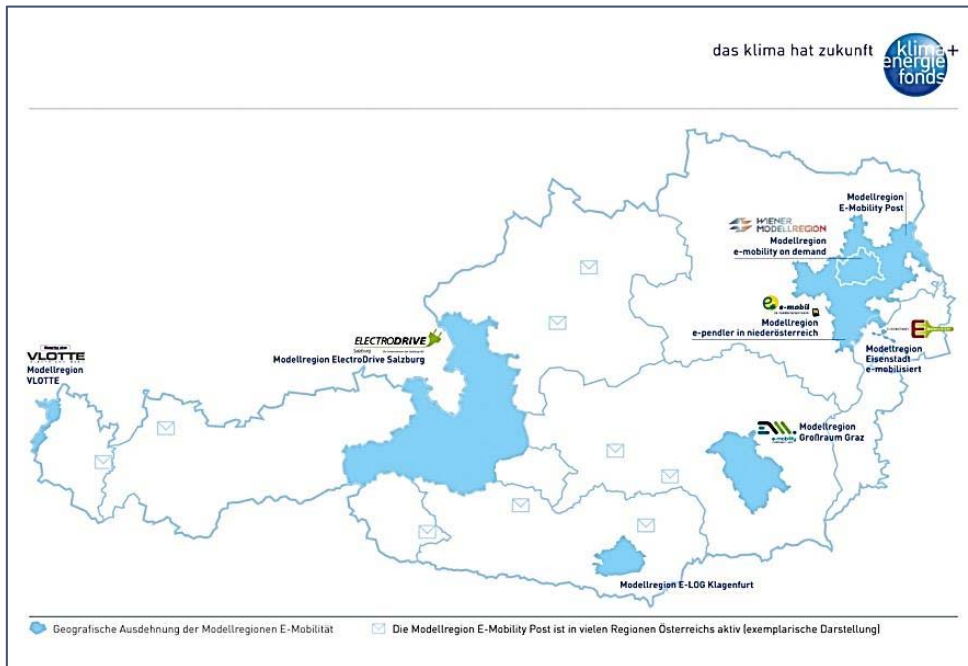 das klima hat zukunft
klima+
energie
fonds
Modellregion
E-Mobility Post
WIENER
MODELLREGION
Modellregion
e-mobility on demand
e-mobil
Modellregion
e-pendler in niederösterreich
E
Modellregion
Eisenstadt
e-mobilisiert
ELECTRODRIVE
Salzburg
Modellregion ElectroDrive Salzburg
VLOTTE
Modellregion
VLOTTE
e-mobility
Modellregion
Großraum Graz
Modellregion E-LOG Klagenfurt
Geografische Ausdehnung der Modellregionen E-Mobilität
Die Modellregion E-Mobility Post ist in vielen Regionen Österreichs aktiv (exemplarische Darstellung)